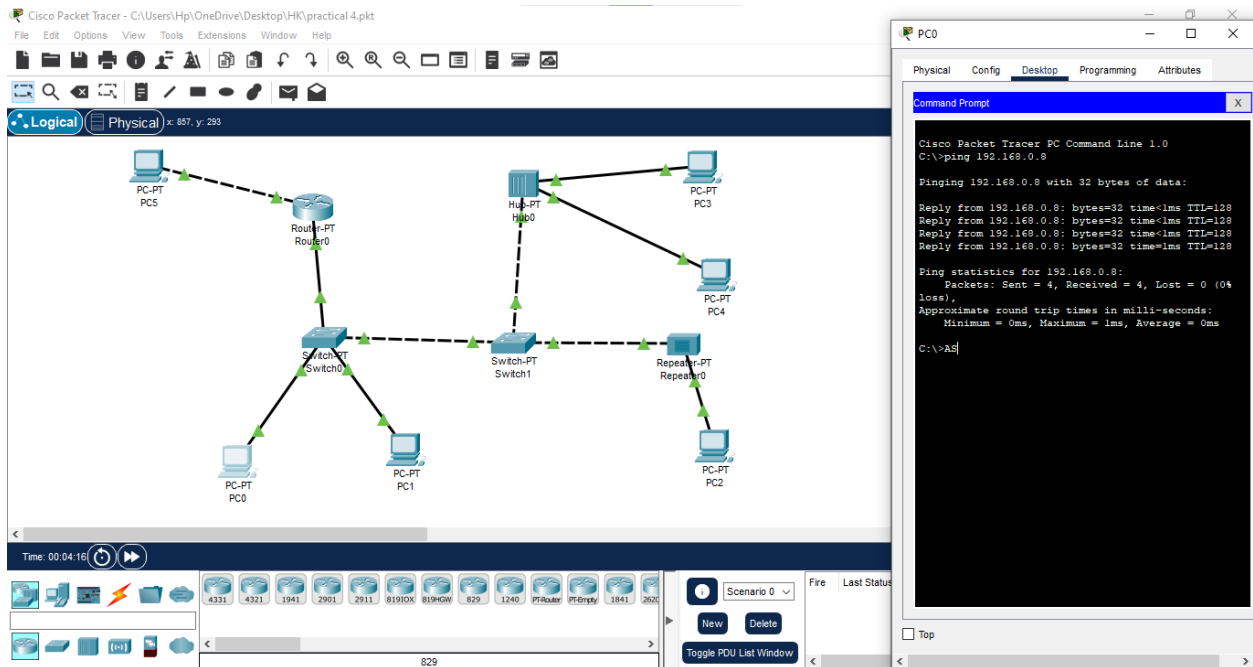 Cisco Packet Tracer - C:\Users\Hp\OneDrive\Desktop\HK\practical 4.pkt
File Edit Options View Tools Extensions Window Help
Logical Physical x: 857, y: 293
PC-PT
PC5
Router-PT
Router0
Hub-PT
Hub0
PC-PT
PC3
PC-PT
PC4
Switch-PT
Switch0
Switch-PT
Switch1
Repeater-PT
Repeater0
PC-PT
PC0
PC-PT
PC1
PC-PT
PC2
Time: 00:04:16
4331 4321 1941 2901 2911 819IOX 819HGW 829 1240 PT-Router PT-Empty 1841 2620
829
Scenario 0
New Delete
Toggle PDU List Window
Fire Last Status
PC0
Physical Config Desktop Programming Attributes
Command Prompt X
Cisco Packet Tracer PC Command Line 1.0
C:\>ping 192.168.0.8
Pinging 192.168.0.8 with 32 bytes of data:
Reply from 192.168.0.8: bytes=32 time<1ms TTL=128
Reply from 192.168.0.8: bytes=32 time<1ms TTL=128
Reply from 192.168.0.8: bytes=32 time<1ms TTL=128
Reply from 192.168.0.8: bytes=32 time=1ms TTL=128
Ping statistics for 192.168.0.8:
Packets: Sent = 4, Received = 4, Lost = 0 (0%
loss),
Approximate round trip times in milli-seconds:
Minimum = 0ms, Maximum = 1ms, Average = 0ms
C:\>AS
Top